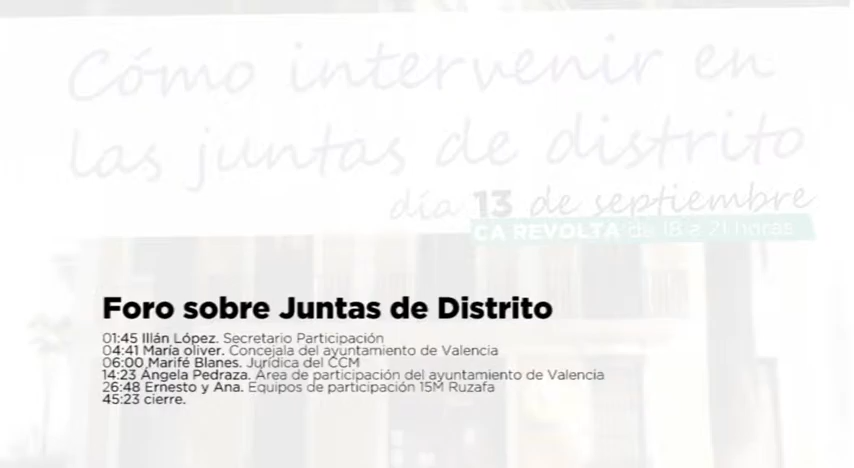 Cómo intervenir en
las juntas de distrito
día 13 de septiembre
CA REVOLTA de 18 a 21 horas
Foro sobre Juntas de Distrito
01:45 Illán López. Secretario Participación
04:41 María oliver. Concejala del ayuntamiento de Valencia
06:00 Marifé Blanes. Jurídica del CCM
14:23 Ángela Pedraza. Área de participación del ayuntamiento de Valencia
26:48 Ernesto y Ana. Equipos de participación 15M Ruzafa
45:23 cierre.